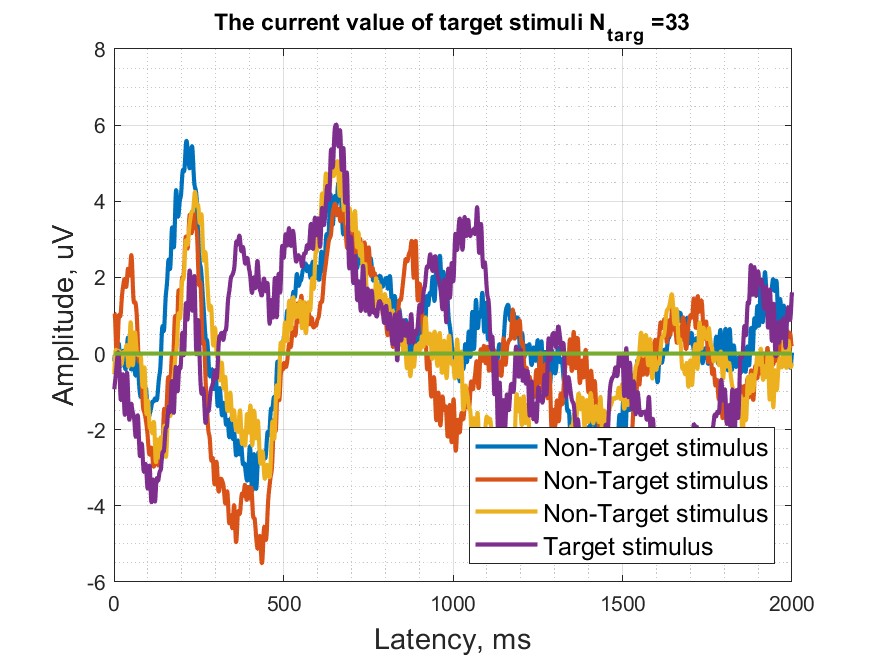 The current value of target stimuli N_targ =33
8
6
4
2
0
-2
-4
-6
Amplitude, uV
0 500 1000 1500 2000
Latency, ms
Non-Target stimulus
Non-Target stimulus
Non-Target stimulus
Target stimulus